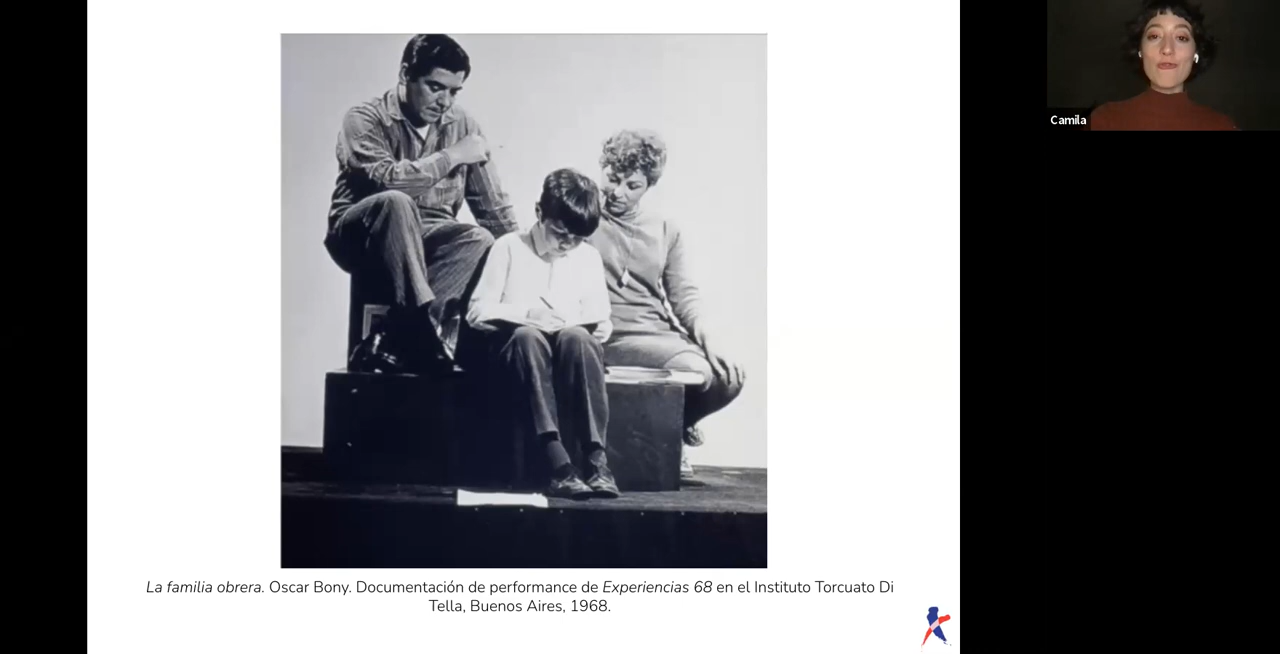 Camila
La familia obrera. Oscar Bony. Documentación de performance de Experiencias 68 en el Instituto Torcuato Di
Tella, Buenos Aires, 1968.